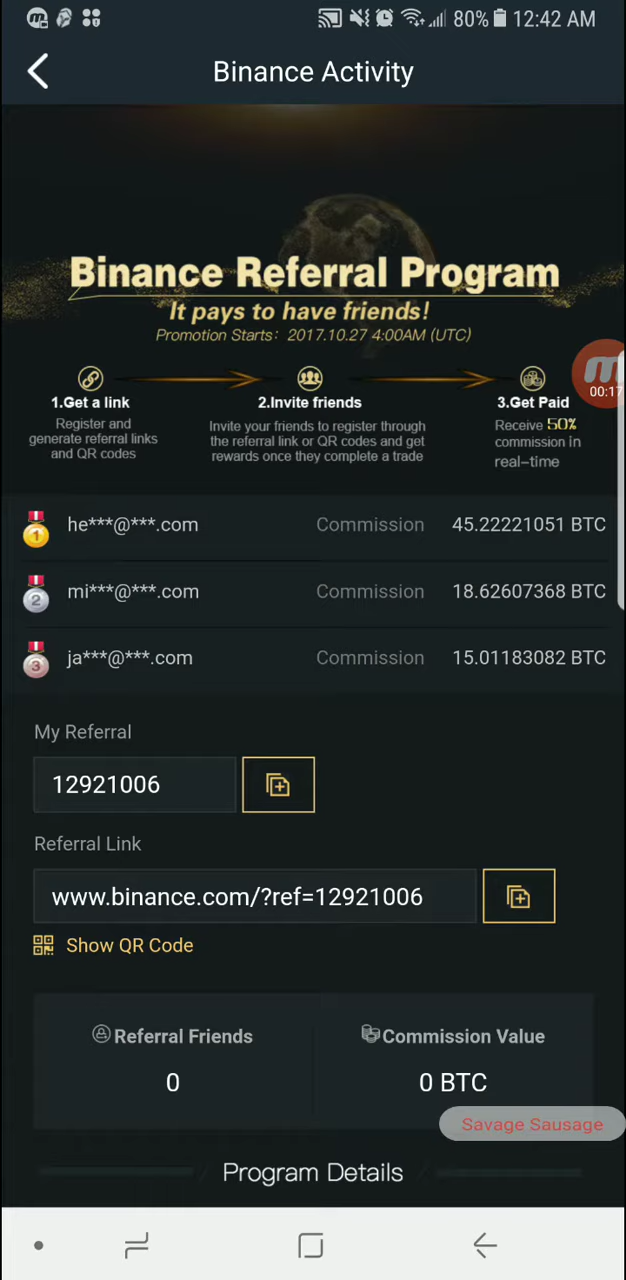 80% 12:42 AM
Binance Activity
Binance Referral Program
It pays to have friends!
Promotion Starts: 2017.10.27 4:00AM (UTC)
1.Get a link
Register and
generate referral links
and QR codes
2.Invite friends
Invite your friends to register through
the referral link or QR codes and get
rewards once they complete a trade
3.Get Paid
Receive 50%
commission in
real-time
00:17
1 he***@***.com Commission 45.22221051 BTC
2 mi***@***.com Commission 18.62607368 BTC
3 ja***@***.com Commission 15.01183082 BTC
My Referral
12921006
Referral Link
www.binance.com/?ref=12921006
Show QR Code
Referral Friends
0
Commission Value
0 BTC
Savage Sausage
Program Details